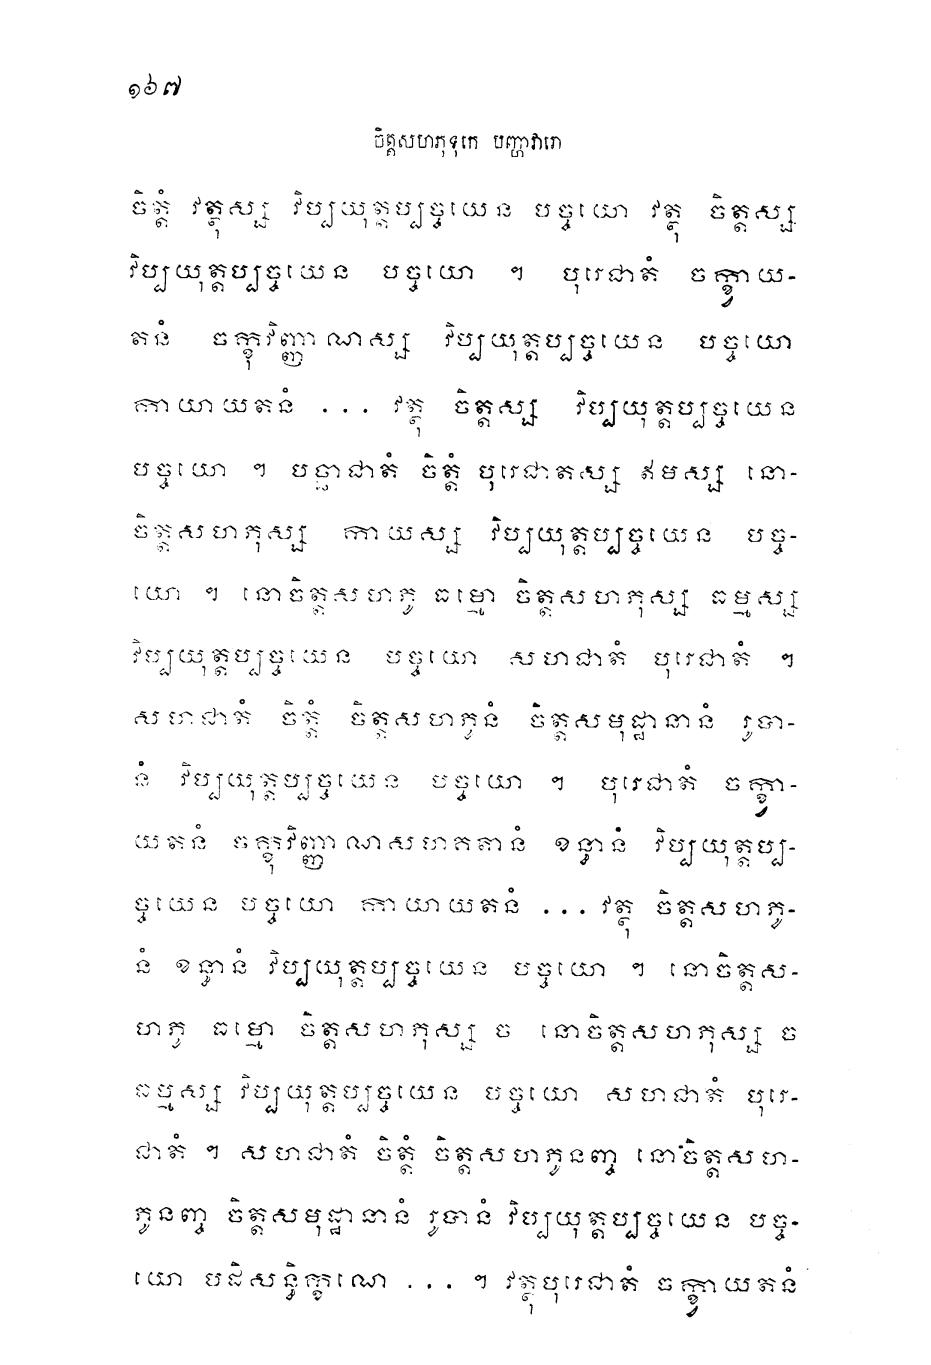 ១៦៧
ចិត្តសហភុទុកេ បញ្ហាវារោ
ចិត្តំ វត្ថុស្ស វិប្បយុត្តប្បច្ចយេន បច្ចយោ វត្ថុ ចិត្តស្ស
វិប្បយុត្តប្បច្ចយេន បច្ចយោ ។ បុរេជាតំ ចក្ខ្វាយ-
តនំ ចក្ខុវិញ្ញាណស្ស វិប្បយុត្តប្បច្ចយេន បច្ចយោ
កាយាយតនំ ... វត្ថុ ចិត្តស្ស វិប្បយុត្តប្បច្ចយេន
បច្ចយោ ។ បច្ឆាជាតំ ចិត្តំ បុរេជាតស្ស ឥមស្ស នោ-
ចិត្តសហភុស្ស កាយស្ស វិប្បយុត្តប្បច្ចយេន បច្ច-
យោ ។ នោចិត្តសហភូ ធម្មោ ចិត្តសហភុស្ស ធម្មស្ស
វិប្បយុត្តប្បច្ចយេន បច្ចយោ សហជាតំ បុរេជាតំ ។
សហជាតំ ចិត្តំ ចិត្តសហភូនំ ចិត្តសមុដ្ឋានានំ រូបា-
នំ វិប្បយុត្តប្បច្ចយេន បច្ចយោ ។ បុរេជាតំ ចក្ខ្វា-
យតនំ ចក្ខុវិញ្ញាណសហគតានំ ខន្ធានំ វិប្បយុត្តប្ប-
ច្ចយេន បច្ចយោ កាយាយតនំ ... វត្ថុ ចិត្តសហភូ-
នំ ខន្ធានំ វិប្បយុត្តប្បច្ចយេន បច្ចយោ ។ នោចិត្តស-
ហភូ ធម្មោ ចិត្តសហភុស្ស ច នោចិត្តសហភុស្ស ច
ធម្មស្ស វិប្បយុត្តប្បច្ចយេន បច្ចយោ សហជាតំ បុរេ-
ជាតំ ។ សហជាតំ ចិត្តំ ចិត្តសហភូនញ្ច នោចិត្តសហ-
ភូនញ្ច ចិត្តសមុដ្ឋានានំ រូបានំ វិប្បយុត្តប្បច្ចយេន បច្ច-
យោ បដិសន្ធិក្ខណេ ... ។ វត្ថុបុរេជាតំ ចក្ខ្វាយតនំ